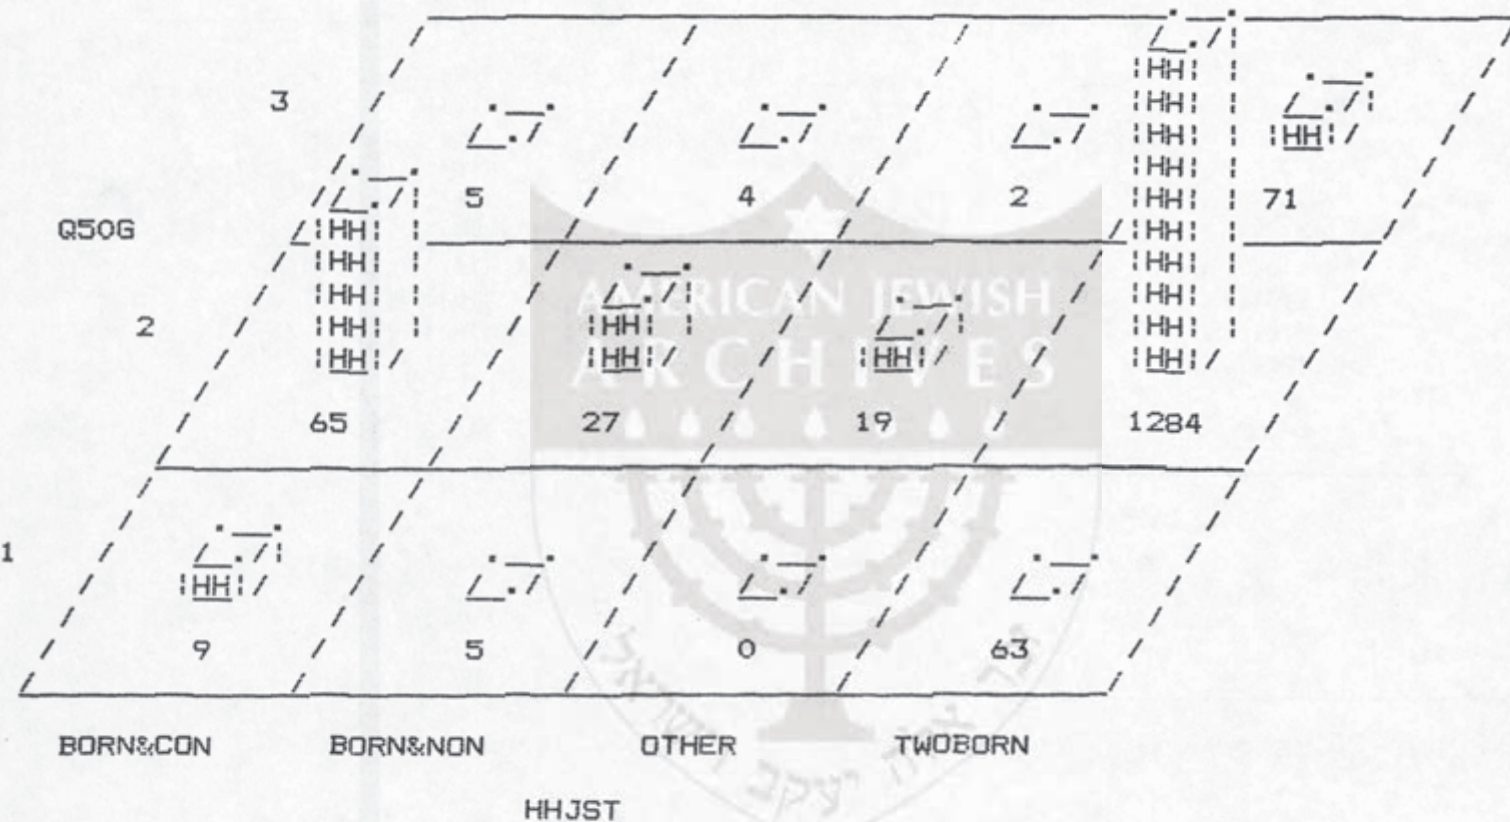 3
5 4 2 71
Q50G
2
65 27 19 1284
1
9 5 0 63
BORN&CON BORN&NON OTHER TWOBORN
HHJST
AMERICAN JEWISH
ARCHIVES